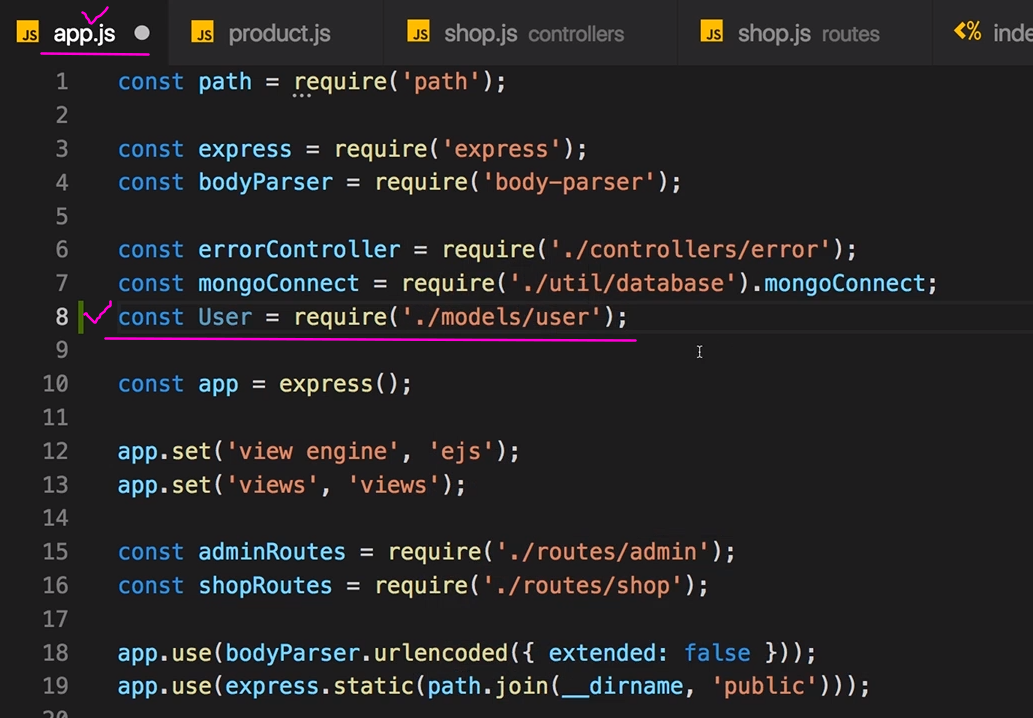 JS app.js
JS product.js
JS shop.js controllers
JS shop.js routes
<% inde
1 const path = require('path');
2
3 const express = require('express');
4 const bodyParser = require('body-parser');
5
6 const errorController = require('./controllers/error');
7 const mongoConnect = require('./util/database').mongoConnect;
8 const User = require('./models/user');
9
10 const app = express();
11
12 app.set('view engine', 'ejs');
13 app.set('views', 'views');
14
15 const adminRoutes = require('./routes/admin');
16 const shopRoutes = require('./routes/shop');
17
18 app.use(bodyParser.urlencoded({ extended: false }));
19 app.use(express.static(path.join(__dirname, 'public')));
20